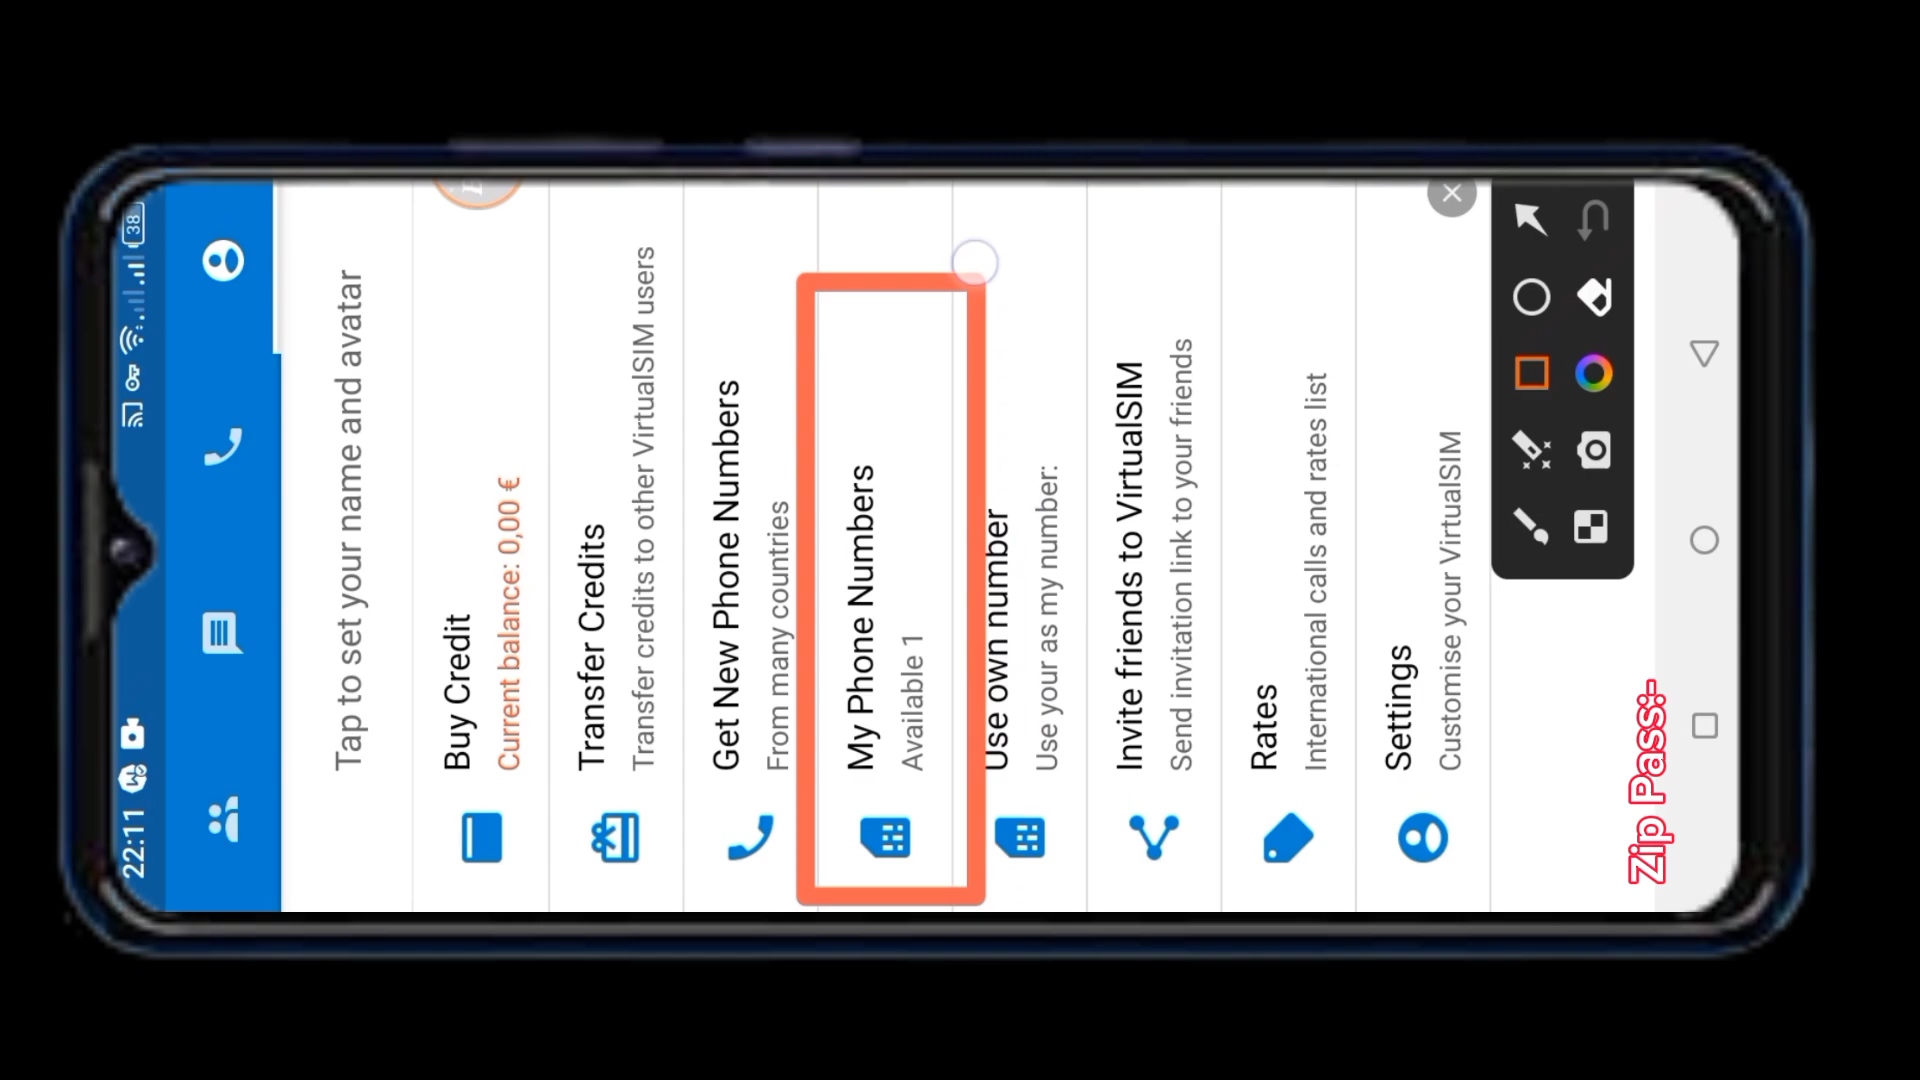 22:11
38
Tap to set your name and avatar
Buy Credit
Current balance: 0,00 €
Transfer Credits
Transfer credits to other VirtualSIM users
Get New Phone Numbers
From many countries
My Phone Numbers
Available 1
Use own number
Use your as my number:
Invite friends to VirtualSIM
Send invitation link to your friends
Rates
International calls and rates list
Settings
Customise your VirtualSIM
Zip Pass:-